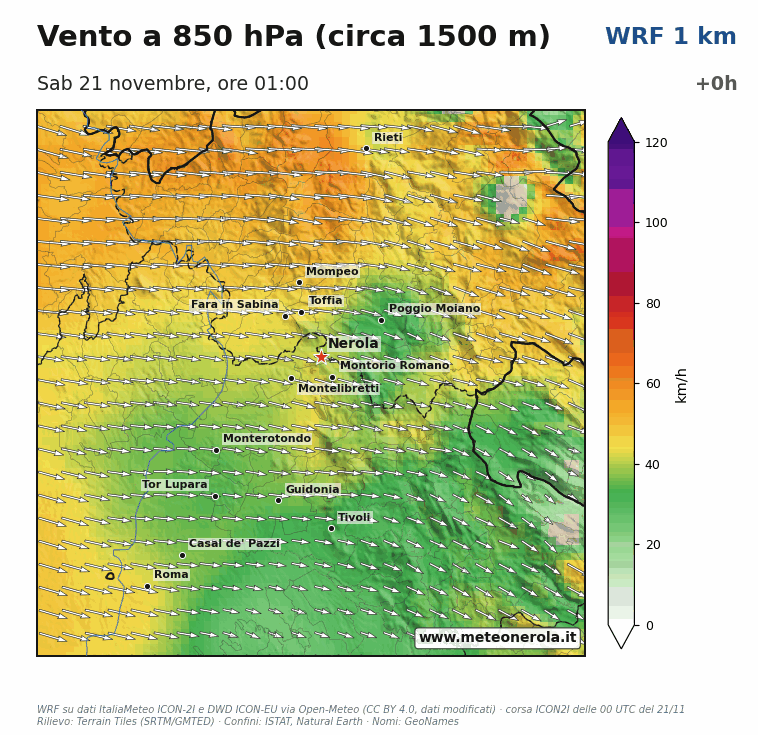 Vento a 850 hPa (circa 1500 m)
WRF 1 km
Sab 21 novembre, ore 01:00
+0h
Rieti
Mompeo
Fara in Sabina
Toffia
Poggio Moiano
Nerola
Montorio Romano
Montelibretti
Monterotondo
Tor Lupara
Guidonia
Tivoli
Casal de' Pazzi
Roma
www.meteonerola.it
120
100
80
60
40
20
0
km/h
WRF su dati ItaliaMeteo ICON-2I e DWD ICON-EU via Open-Meteo (CC BY 4.0, dati modificati) · corsa ICON2I delle 00 UTC del 21/11
Rilievo: Terrain Tiles (SRTM/GMTED) · Confini: ISTAT, Natural Earth · Nomi: GeoNames